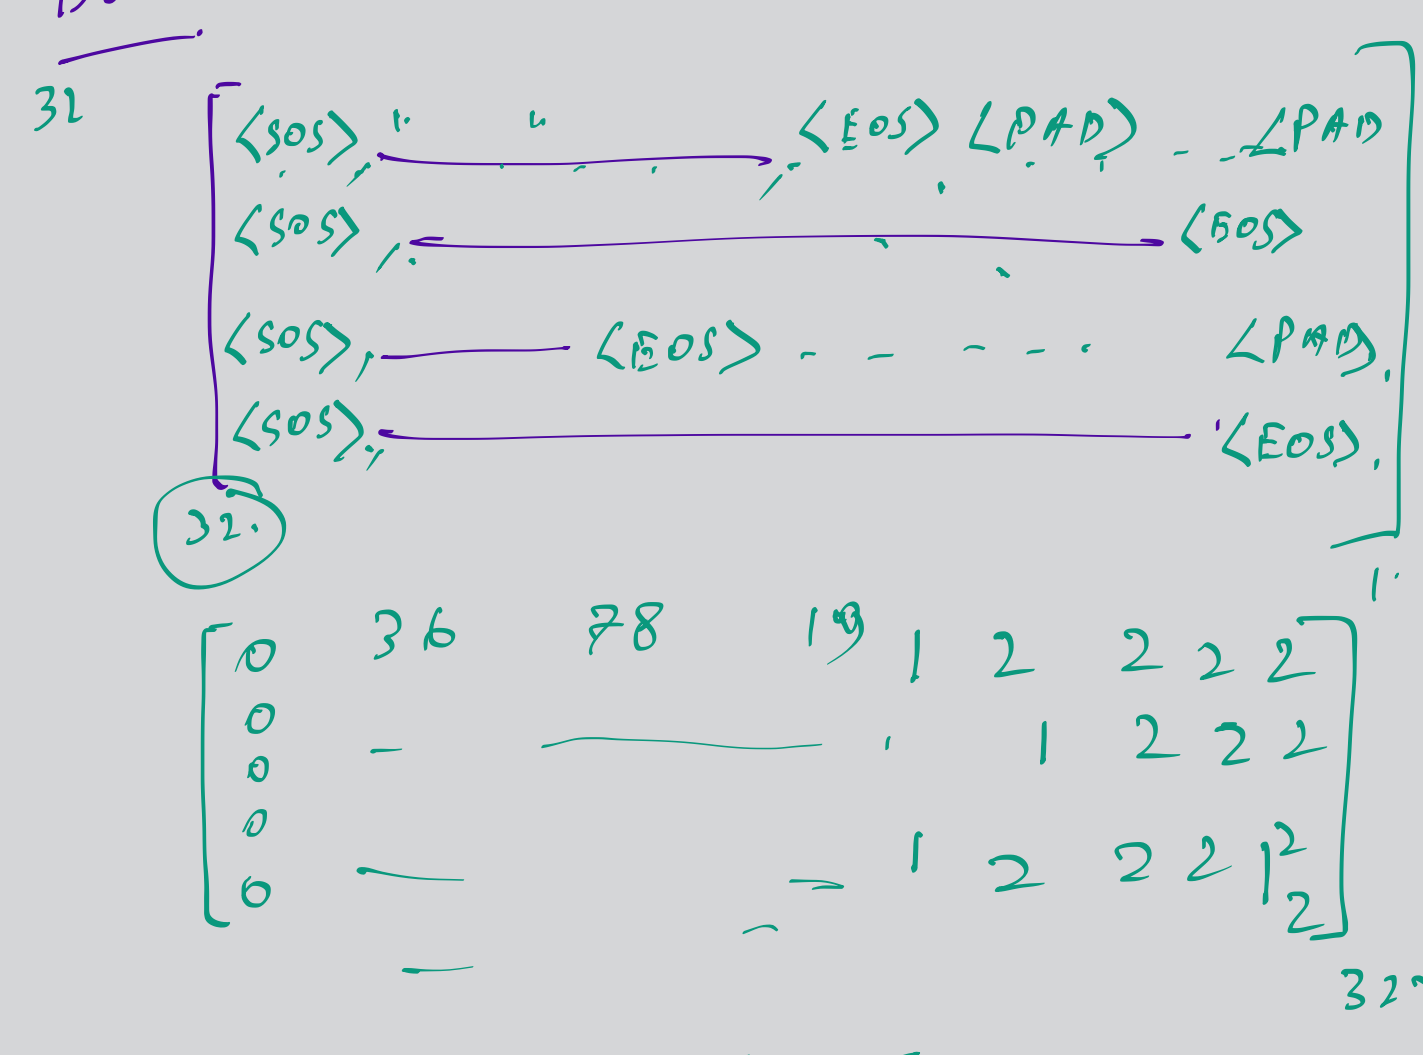 32
<SOS>, " " <EOS> <PAD> - - <PAD
<SOS>, <EOS>
<SOS>, <EOS> - - - - . <PAD>.
<SOS>, <EOS>.
32.
0 36 78 19 1 2 2 2 2
0 - 1 2 2 2
0
0
0 1 2 2 2 1 2
2
32